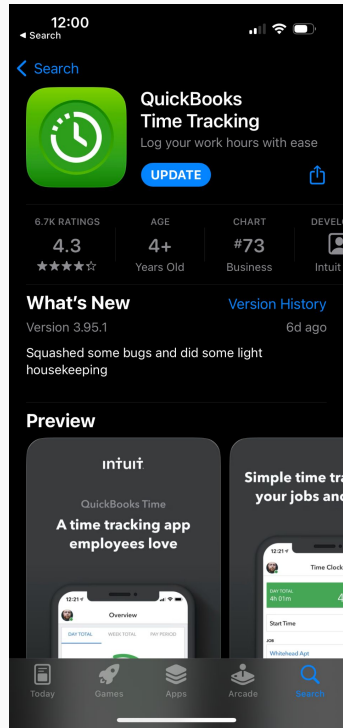 12:00
◀ Search
Search
QuickBooks
Time Tracking
Log your work hours with ease
UPDATE
6.7K RATINGS
4.3
AGE
4+
Years Old
CHART
#73
Business
DEVELO
Intuit
What's New
Version History
Version 3.95.1
6d ago
Squashed some bugs and did some light
housekeeping
Preview
ıntuıt
QuickBooks Time
A time tracking app
employees love
12:21
Overview
DAY TOTAL
WEEK TOTAL
PAY PERIOD
Simple time tra
your jobs and
12:21
Time Clock
DAY TOTAL
4h 01m
4
Start Time
JOB
Whitehead Apt
Today
Games
Apps
Arcade
Search